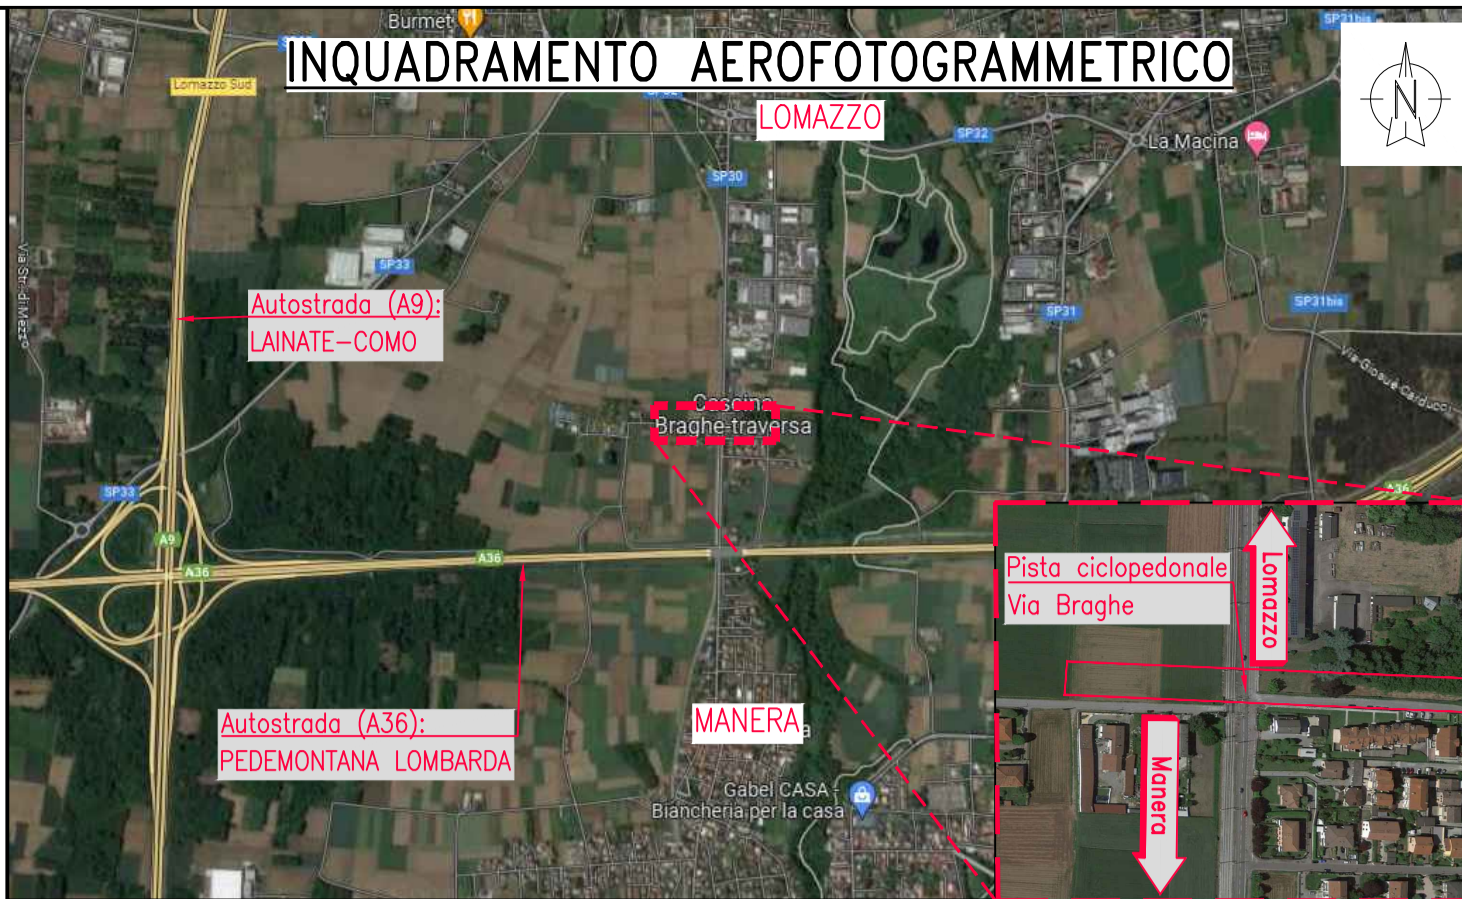 Burmet
SP31bis
INQUADRAMENTO AEROFOTOGRAMMETRICO
Lomazzo Sud
N
LOMAZZO
SP32
La Macina
SP30
SP33
Via Str. di Mezzo
Autostrada (A9):
LAINATE-COMO
SP31
SP31bis
Via Giosuè Carducci
Cascina
Braghe-traversa
SP33
A9
A36
A36
A36
Pista ciclopedonale
Via Braghe
Lomazzo
Autostrada (A36):
PEDEMONTANA LOMBARDA
MANERA
Manera
Gabel CASA -
Biancheria per la casa